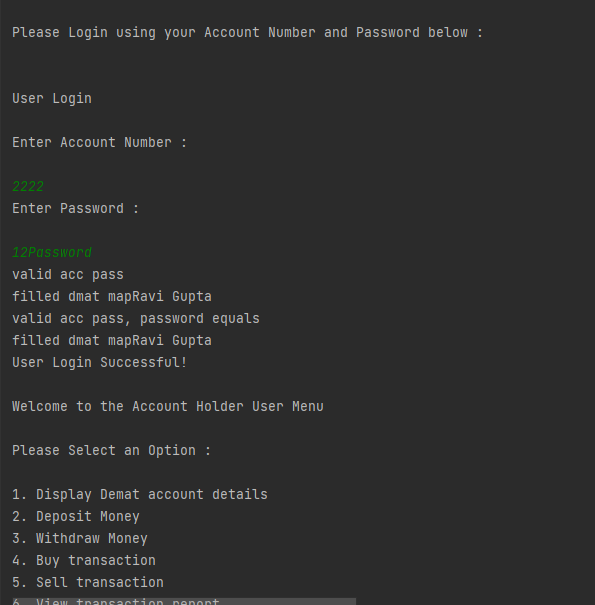 Please Login using your Account Number and Password below :
User Login
Enter Account Number :
2222
Enter Password :
12Password
valid acc pass
filled dmat mapRavi Gupta
valid acc pass, password equals
filled dmat mapRavi Gupta
User Login Successful!
Welcome to the Account Holder User Menu
Please Select an Option :
1. Display Demat account details
2. Deposit Money
3. Withdraw Money
4. Buy transaction
5. Sell transaction
6. View transaction report